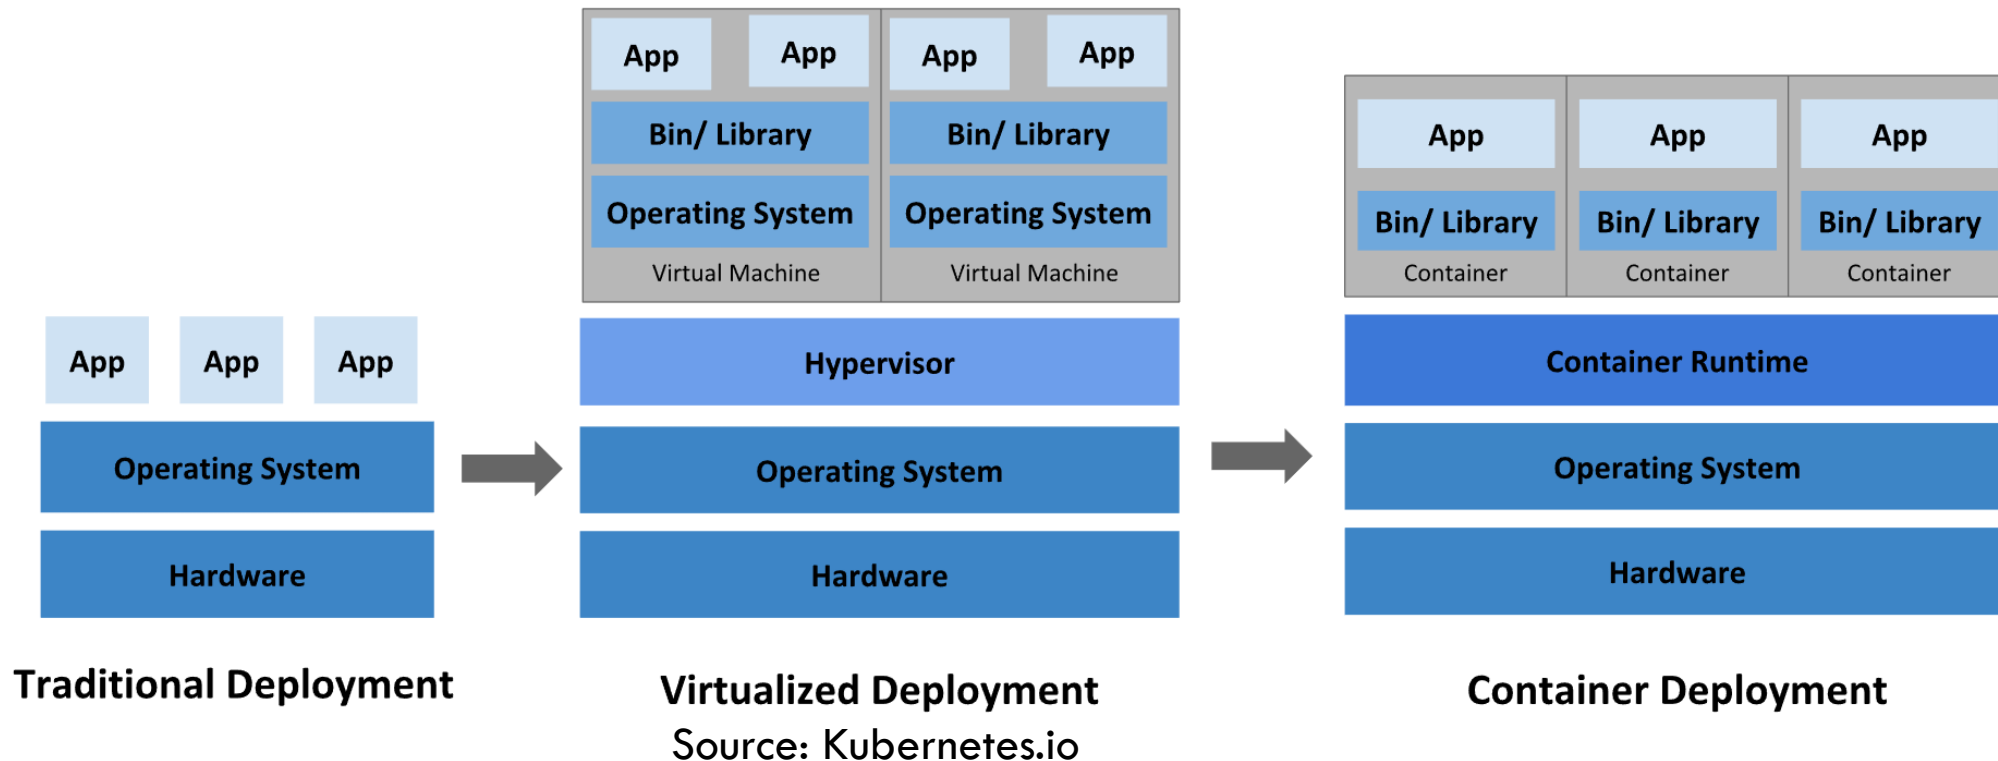 App
App
App
Operating System
Hardware
Traditional Deployment
App
App
App
App
Bin/ Library
Bin/ Library
Operating System
Operating System
Virtual Machine
Virtual Machine
Hypervisor
Operating System
Hardware
Virtualized Deployment
Source: Kubernetes.io
App
App
App
Bin/ Library
Bin/ Library
Bin/ Library
Container
Container
Container
Container Runtime
Operating System
Hardware
Container Deployment